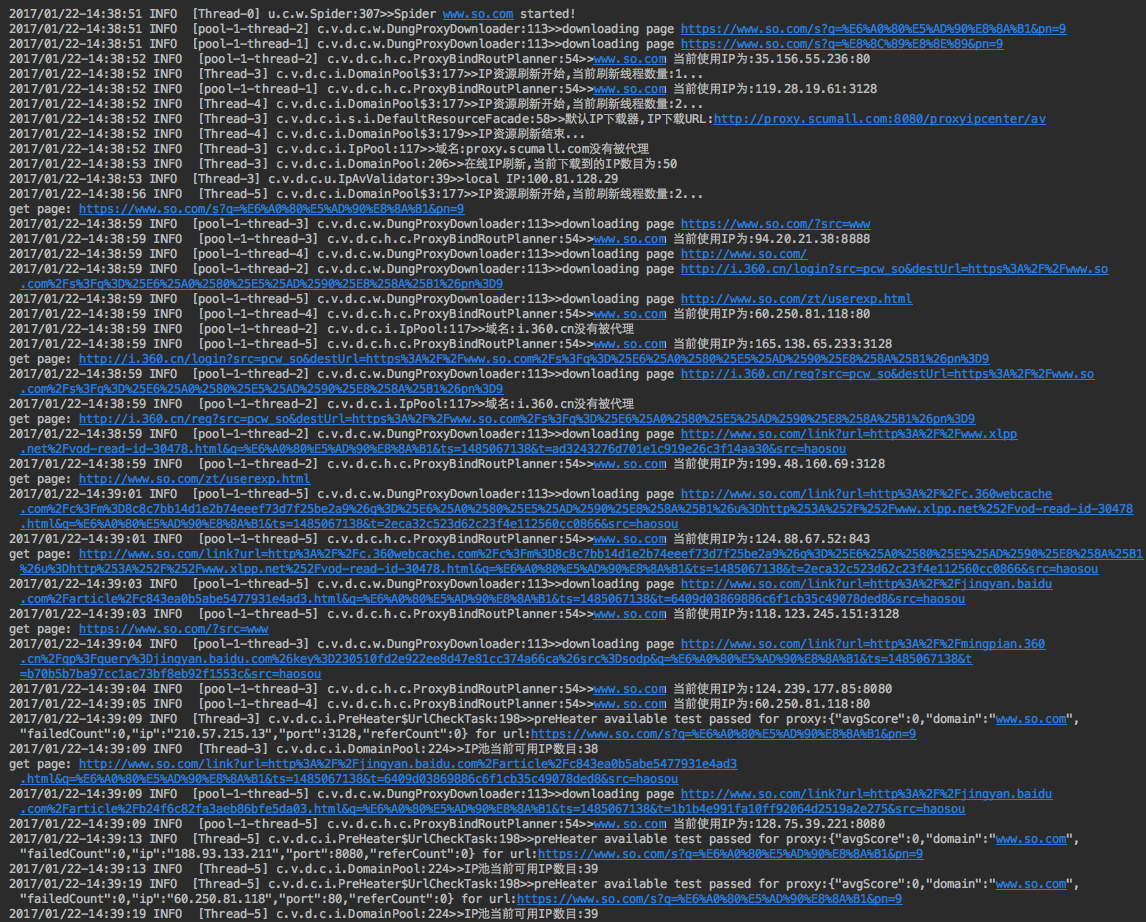 2017/01/22-14:38:51 INFO  [Thread-0] u.c.w.Spider:307>>Spider www.so.com started!
2017/01/22-14:38:51 INFO  [pool-1-thread-2] c.v.d.c.w.DungProxyDownloader:113>>downloading page https://www.so.com/s?q=%E6%A0%80%E5%AD%90%E8%8A%B1&pn=9
2017/01/22-14:38:51 INFO  [pool-1-thread-1] c.v.d.c.w.DungProxyDownloader:113>>downloading page https://www.so.com/s?q=%E8%8C%89%E8%8E%89&pn=9
2017/01/22-14:38:52 INFO  [pool-1-thread-2] c.v.d.c.h.c.ProxyBindRoutPlanner:54>>www.so.com 当前使用IP为:35.156.55.236:80
2017/01/22-14:38:52 INFO  [Thread-3] c.v.d.c.i.DomainPool$3:177>>IP资源刷新开始,当前刷新线程数量:1...
2017/01/22-14:38:52 INFO  [pool-1-thread-1] c.v.d.c.h.c.ProxyBindRoutPlanner:54>>www.so.com 当前使用IP为:119.28.19.61:3128
2017/01/22-14:38:52 INFO  [Thread-4] c.v.d.c.i.DomainPool$3:177>>IP资源刷新开始,当前刷新线程数量:2...
2017/01/22-14:38:52 INFO  [Thread-3] c.v.d.c.i.s.i.DefaultResourceFacade:58>>默认IP下载器,IP下载URL:http://proxy.scumall.com:8080/proxyipcenter/av
2017/01/22-14:38:52 INFO  [Thread-4] c.v.d.c.i.DomainPool$3:179>>IP资源刷新结束...
2017/01/22-14:38:52 INFO  [Thread-3] c.v.d.c.i.IpPool:117>>域名:proxy.scumall.com没有被代理
2017/01/22-14:38:53 INFO  [Thread-3] c.v.d.c.i.DomainPool:206>>在线IP刷新,当前下载到的IP数目为:50
2017/01/22-14:38:53 INFO  [Thread-3] c.v.d.c.u.IpAvValidator:39>>local IP:100.81.128.29
2017/01/22-14:38:56 INFO  [Thread-5] c.v.d.c.i.DomainPool$3:177>>IP资源刷新开始,当前刷新线程数量:2...
get page: https://www.so.com/s?q=%E6%A0%80%E5%AD%90%E8%8A%B1&pn=9
2017/01/22-14:38:59 INFO  [pool-1-thread-3] c.v.d.c.w.DungProxyDownloader:113>>downloading page https://www.so.com/?src=www
2017/01/22-14:38:59 INFO  [pool-1-thread-3] c.v.d.c.h.c.ProxyBindRoutPlanner:54>>www.so.com 当前使用IP为:94.20.21.38:8888
2017/01/22-14:38:59 INFO  [pool-1-thread-4] c.v.d.c.w.DungProxyDownloader:113>>downloading page http://www.so.com/
2017/01/22-14:38:59 INFO  [pool-1-thread-2] c.v.d.c.w.DungProxyDownloader:113>>downloading page http://i.360.cn/login?src=pcw_so&destUrl=https%3A%2F%2Fwww.so
.com%2Fs%3Fq%3D%25E6%25A0%2580%25E5%25AD%2590%25E8%258A%25B1%26pn%3D9
2017/01/22-14:38:59 INFO  [pool-1-thread-5] c.v.d.c.w.DungProxyDownloader:113>>downloading page http://www.so.com/zt/userexp.html
2017/01/22-14:38:59 INFO  [pool-1-thread-4] c.v.d.c.h.c.ProxyBindRoutPlanner:54>>www.so.com 当前使用IP为:60.250.81.118:80
2017/01/22-14:38:59 INFO  [pool-1-thread-2] c.v.d.c.i.IpPool:117>>域名:i.360.cn没有被代理
2017/01/22-14:38:59 INFO  [pool-1-thread-5] c.v.d.c.h.c.ProxyBindRoutPlanner:54>>www.so.com 当前使用IP为:165.138.65.233:3128
get page: http://i.360.cn/login?src=pcw_so&destUrl=https%3A%2F%2Fwww.so.com%2Fs%3Fq%3D%25E6%25A0%2580%25E5%25AD%2590%25E8%258A%25B1%26pn%3D9
2017/01/22-14:38:59 INFO  [pool-1-thread-2] c.v.d.c.w.DungProxyDownloader:113>>downloading page http://i.360.cn/reg?src=pcw_so&destUrl=https%3A%2F%2Fwww.so
.com%2Fs%3Fq%3D%25E6%25A0%2580%25E5%25AD%2590%25E8%258A%25B1%26pn%3D9
2017/01/22-14:38:59 INFO  [pool-1-thread-2] c.v.d.c.i.IpPool:117>>域名:i.360.cn没有被代理
get page: http://i.360.cn/reg?src=pcw_so&destUrl=https%3A%2F%2Fwww.so.com%2Fs%3Fq%3D%25E6%25A0%2580%25E5%25AD%2590%25E8%258A%25B1%26pn%3D9
2017/01/22-14:38:59 INFO  [pool-1-thread-2] c.v.d.c.w.DungProxyDownloader:113>>downloading page http://www.so.com/link?url=http%3A%2F%2Fwww.xlpp
.net%2Fvod-read-id-30478.html&q=%E6%A0%80%E5%AD%90%E8%8A%B1&ts=1485067138&t=ad3243276d701e1c919e26c3f14aa30&src=haosou
2017/01/22-14:38:59 INFO  [pool-1-thread-2] c.v.d.c.h.c.ProxyBindRoutPlanner:54>>www.so.com 当前使用IP为:199.48.160.69:3128
get page: http://www.so.com/zt/userexp.html
2017/01/22-14:39:01 INFO  [pool-1-thread-5] c.v.d.c.w.DungProxyDownloader:113>>downloading page http://www.so.com/link?url=http%3A%2F%2Fc.360webcache
.com%2Fc%3Fm%3D8c8c7bb14d1e2b74eeef73d7f25be2a9%26q%3D%25E6%25A0%2580%25E5%25AD%2590%25E8%258A%25B1%26u%3Dhttp%253A%252F%252Fwww.xlpp.net%252Fvod-read-id-30478
.html&q=%E6%A0%80%E5%AD%90%E8%8A%B1&ts=1485067138&t=2eca32c523d62c23f4e112560cc0866&src=haosou
2017/01/22-14:39:01 INFO  [pool-1-thread-5] c.v.d.c.h.c.ProxyBindRoutPlanner:54>>www.so.com 当前使用IP为:124.88.67.52:843
get page: http://www.so.com/link?url=http%3A%2F%2Fc.360webcache.com%2Fc%3Fm%3D8c8c7bb14d1e2b74eeef73d7f25be2a9%26q%3D%25E6%25A0%2580%25E5%25AD%2590%25E8%258A%25B1
%26u%3Dhttp%253A%252F%252Fwww.xlpp.net%252Fvod-read-id-30478.html&q=%E6%A0%80%E5%AD%90%E8%8A%B1&ts=1485067138&t=2eca32c523d62c23f4e112560cc0866&src=haosou
2017/01/22-14:39:03 INFO  [pool-1-thread-5] c.v.d.c.w.DungProxyDownloader:113>>downloading page http://www.so.com/link?url=http%3A%2F%2Fjingyan.baidu
.com%2Farticle%2Fc843ea0b5abe5477931e4ad3.html&q=%E6%A0%80%E5%AD%90%E8%8A%B1&ts=1485067138&t=6409d03869886c6f1cb35c49078ded8&src=haosou
2017/01/22-14:39:03 INFO  [pool-1-thread-5] c.v.d.c.h.c.ProxyBindRoutPlanner:54>>www.so.com 当前使用IP为:118.123.245.151:3128
get page: https://www.so.com/?src=www
2017/01/22-14:39:04 INFO  [pool-1-thread-3] c.v.d.c.w.DungProxyDownloader:113>>downloading page http://www.so.com/link?url=http%3A%2F%2Fmingpian.360
.cn%2Fqp%3Fquery%3Djingyan.baidu.com%26key%3D230510fd2e922ee8d47e81cc374a66ca%26src%3Dsodp&q=%E6%A0%80%E5%AD%90%E8%8A%B1&ts=1485067138&t
=b70b5b7ba97cc1ac73bf8eb92f1553c&src=haosou
2017/01/22-14:39:04 INFO  [pool-1-thread-3] c.v.d.c.h.c.ProxyBindRoutPlanner:54>>www.so.com 当前使用IP为:124.239.177.85:8080
2017/01/22-14:39:05 INFO  [pool-1-thread-4] c.v.d.c.h.c.ProxyBindRoutPlanner:54>>www.so.com 当前使用IP为:60.250.81.118:80
2017/01/22-14:39:09 INFO  [Thread-3] c.v.d.c.i.PreHeater$UrlCheckTask:198>>preHeater available test passed for proxy:{"avgScore":0,"domain":"www.so.com",
"failedCount":0,"ip":"210.57.215.13","port":3128,"referCount":0} for url:https://www.so.com/s?q=%E6%A0%80%E5%AD%90%E8%8A%B1&pn=9
2017/01/22-14:39:09 INFO  [Thread-3] c.v.d.c.i.DomainPool:224>>IP池当前可用IP数目:38
get page: http://www.so.com/link?url=http%3A%2F%2Fjingyan.baidu.com%2Farticle%2Fc843ea0b5abe5477931e4ad3
.html&q=%E6%A0%80%E5%AD%90%E8%8A%B1&ts=1485067138&t=6409d03869886c6f1cb35c49078ded8&src=haosou
2017/01/22-14:39:09 INFO  [pool-1-thread-5] c.v.d.c.w.DungProxyDownloader:113>>downloading page http://www.so.com/link?url=http%3A%2F%2Fjingyan.baidu
.com%2Farticle%2Fb24f6c82fa3aeb86bfe5da03.html&q=%E6%A0%80%E5%AD%90%E8%8A%B1&ts=1485067138&t=1b1b4e991fa10ff92064d2519a2e275&src=haosou
2017/01/22-14:39:09 INFO  [pool-1-thread-5] c.v.d.c.h.c.ProxyBindRoutPlanner:54>>www.so.com 当前使用IP为:128.75.39.221:8080
2017/01/22-14:39:13 INFO  [Thread-5] c.v.d.c.i.PreHeater$UrlCheckTask:198>>preHeater available test passed for proxy:{"avgScore":0,"domain":"www.so.com",
"failedCount":0,"ip":"188.93.133.211","port":8080,"referCount":0} for url:https://www.so.com/s?q=%E6%A0%80%E5%AD%90%E8%8A%B1&pn=9
2017/01/22-14:39:13 INFO  [Thread-5] c.v.d.c.i.DomainPool:224>>IP池当前可用IP数目:39
2017/01/22-14:39:19 INFO  [Thread-5] c.v.d.c.i.PreHeater$UrlCheckTask:198>>preHeater available test passed for proxy:{"avgScore":0,"domain":"www.so.com",
"failedCount":0,"ip":"60.250.81.118","port":80,"referCount":0} for url:https://www.so.com/s?q=%E6%A0%80%E5%AD%90%E8%8A%B1&pn=9
2017/01/22-14:39:19 INFO  [Thread-5] c.v.d.c.i.DomainPool:224>>IP池当前可用IP数目:39